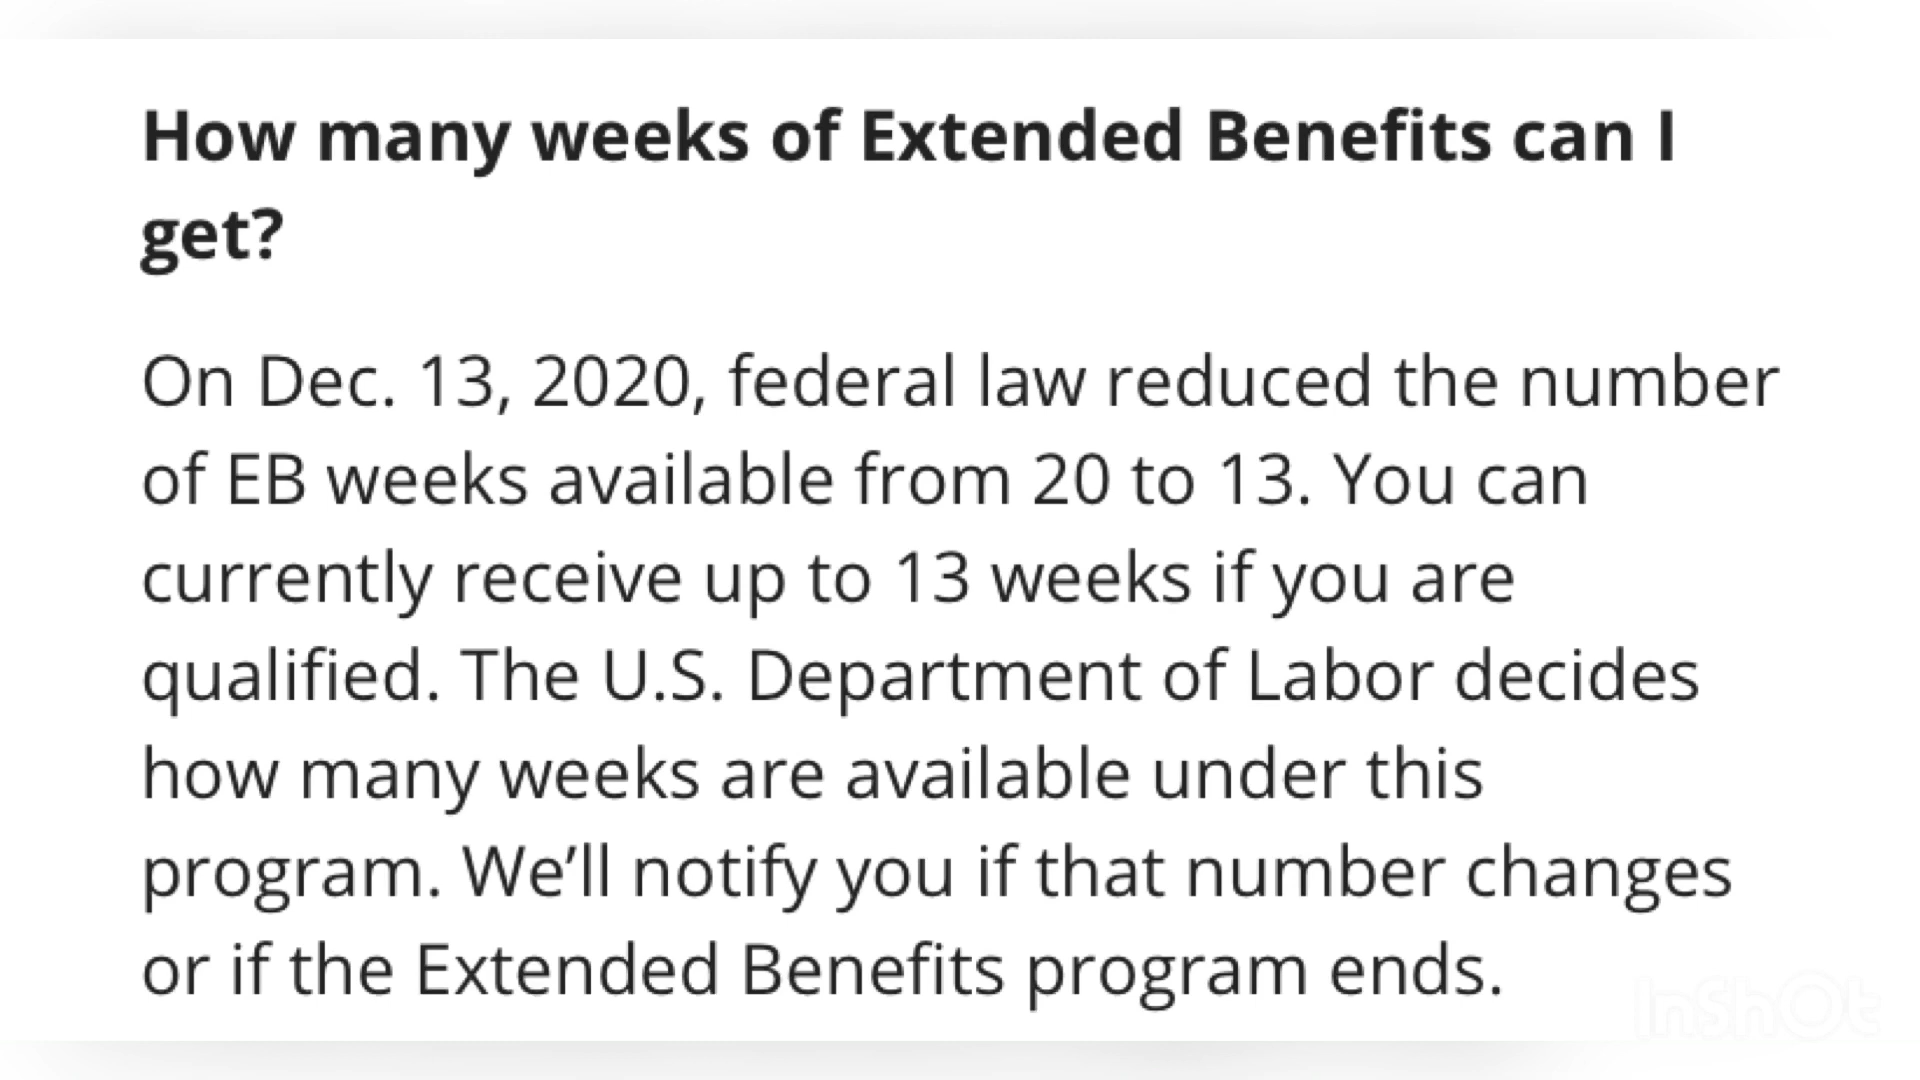 How many weeks of Extended Benefits can I
get?
On Dec. 13, 2020, federal law reduced the number
of EB weeks available from 20 to 13. You can
currently receive up to 13 weeks if you are
qualified. The U.S. Department of Labor decides
how many weeks are available under this
program. We’ll notify you if that number changes
or if the Extended Benefits program ends.
InShOt